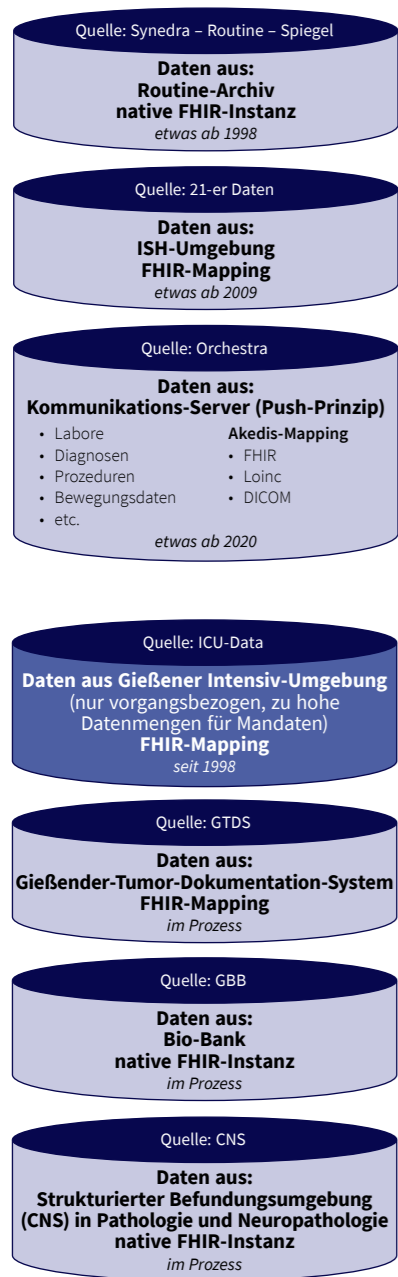 Quelle: Synedra – Routine – Spiegel
Daten aus:
Routine-Archiv
native FHIR-Instanz
etwas ab 1998
Quelle: 21-er Daten
Daten aus:
ISH-Umgebung
FHIR-Mapping
etwas ab 2009
Quelle: Orchestra
Daten aus:
Kommunikations-Server (Push-Prinzip)
• Labore
• Diagnosen
• Prozeduren
• Bewegungsdaten
• etc.
Akedis-Mapping
• FHIR
• Loinc
• DICOM
etwas ab 2020
Quelle: ICU-Data
Daten aus Gießener Intensiv-Umgebung
(nur vorgangsbezogen, zu hohe
Datenmengen für Mandaten)
FHIR-Mapping
seit 1998
Quelle: GTDS
Daten aus:
Gießender-Tumor-Dokumentation-System
FHIR-Mapping
im Prozess
Quelle: GBB
Daten aus:
Bio-Bank
native FHIR-Instanz
im Prozess
Quelle: CNS
Daten aus:
Strukturierter Befundungsumgebung
(CNS) in Pathologie und Neuropathologie
native FHIR-Instanz
im Prozess